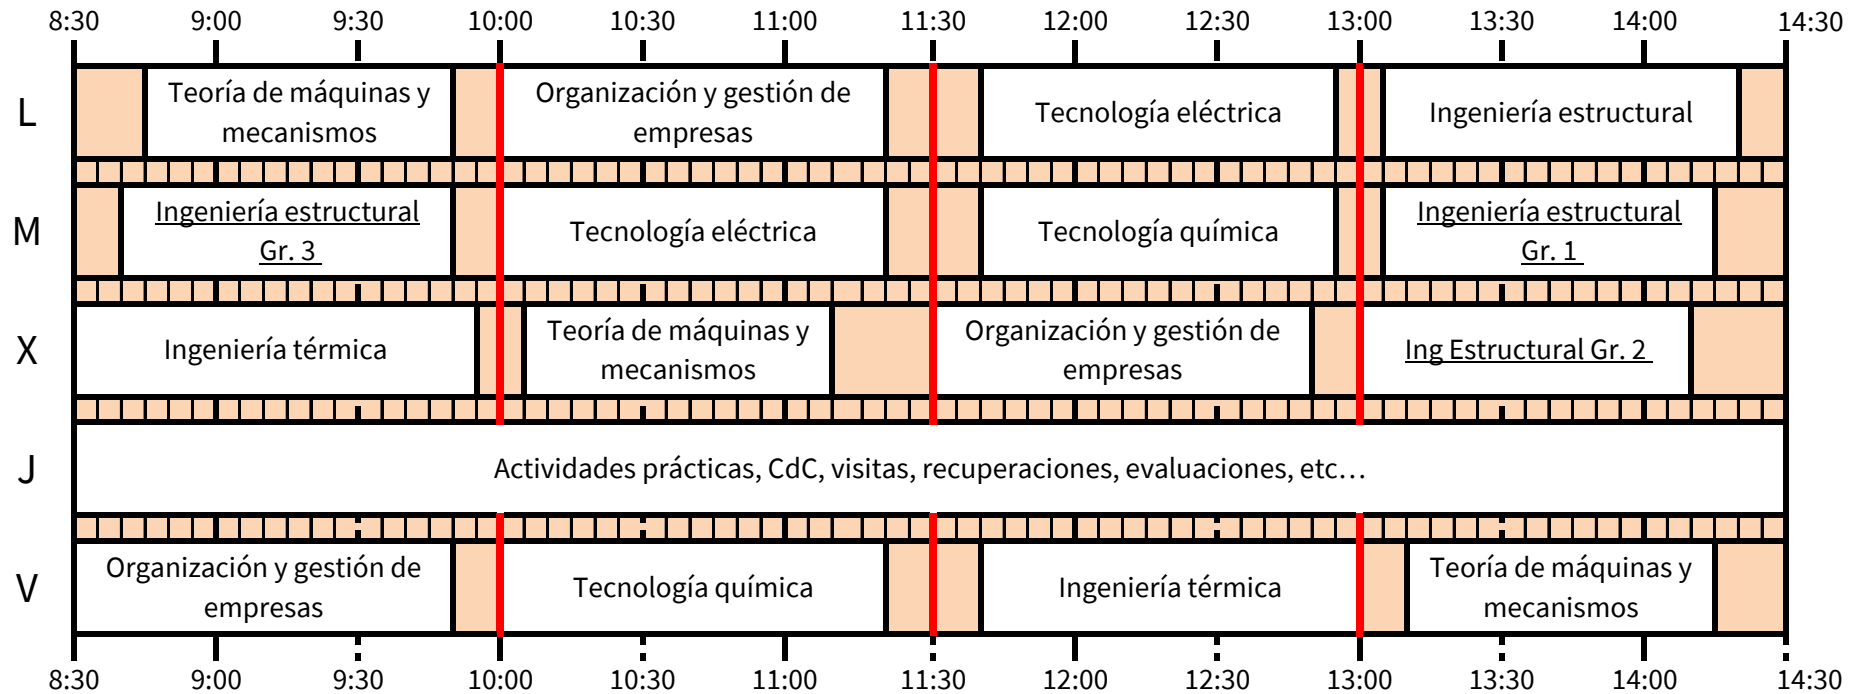 8:30 9:00 9:30 10:00 10:30 11:00 11:30 12:00 12:30 13:00 13:30 14:00 14:30
L
Teoría de máquinas y
mecanismos
Organización y gestión de
empresas
Tecnología eléctrica
Ingeniería estructural
M
Ingeniería estructural
Gr. 3
Tecnología eléctrica
Tecnología química
Ingeniería estructural
Gr. 1
X
Ingeniería térmica
Teoría de máquinas y
mecanismos
Organización y gestión de
empresas
Ing Estructural Gr. 2
J
Actividades prácticas, CdC, visitas, recuperaciones, evaluaciones, etc…
V
Organización y gestión de
empresas
Tecnología química
Ingeniería térmica
Teoría de máquinas y
mecanismos
8:30 9:00 9:30 10:00 10:30 11:00 11:30 12:00 12:30 13:00 13:30 14:00 14:30